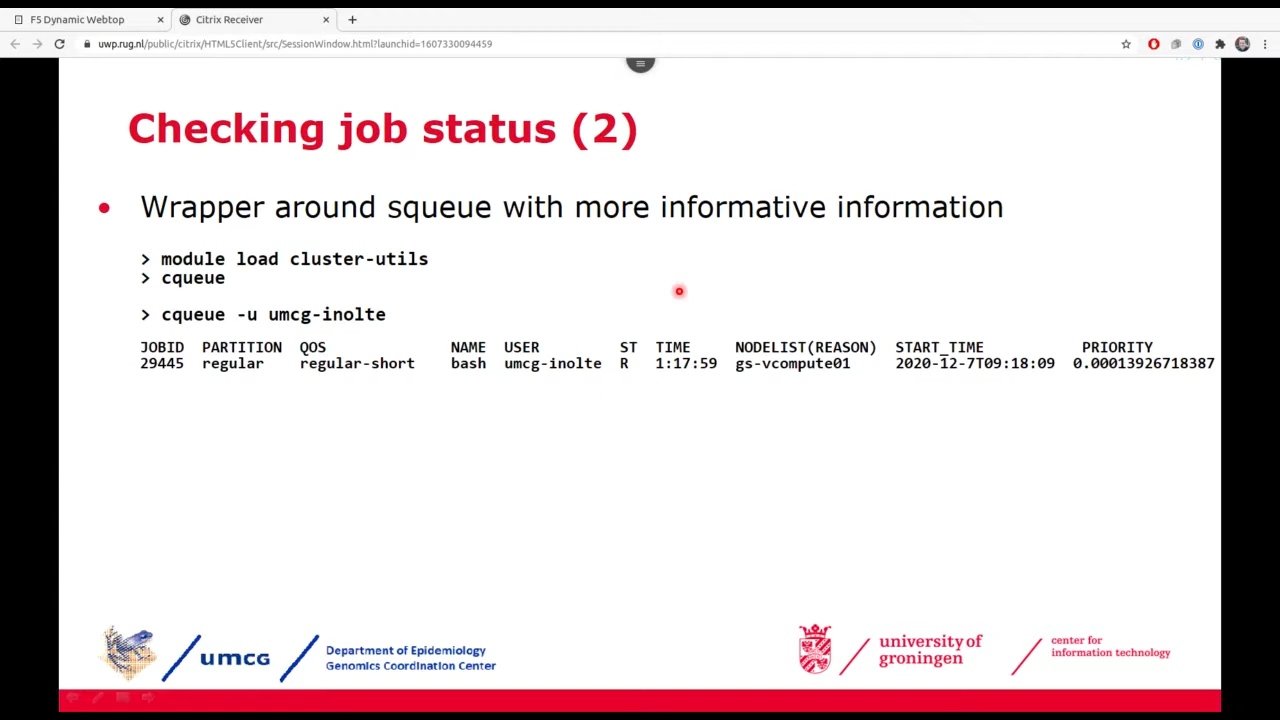 F5 Dynamic Webtop
Citrix Receiver
uwp.rug.nl/public/citrix/HTML5Client/src/SessionWindow.html?launchid=1607330094459
Checking job status (2)
• Wrapper around squeue with more informative information
> module load cluster-utils
> cqueue
> cqueue -u umcg-inolte
JOBID PARTITION QOS NAME USER ST TIME NODELIST(REASON) START_TIME PRIORITY
29445 regular regular-short bash umcg-inolte R 1:17:59 gs-vcompute01 2020-12-7T09:18:09 0.00013926718387
umcg
Department of Epidemiology
Genomics Coordination Center
university of
groningen
center for
information technology